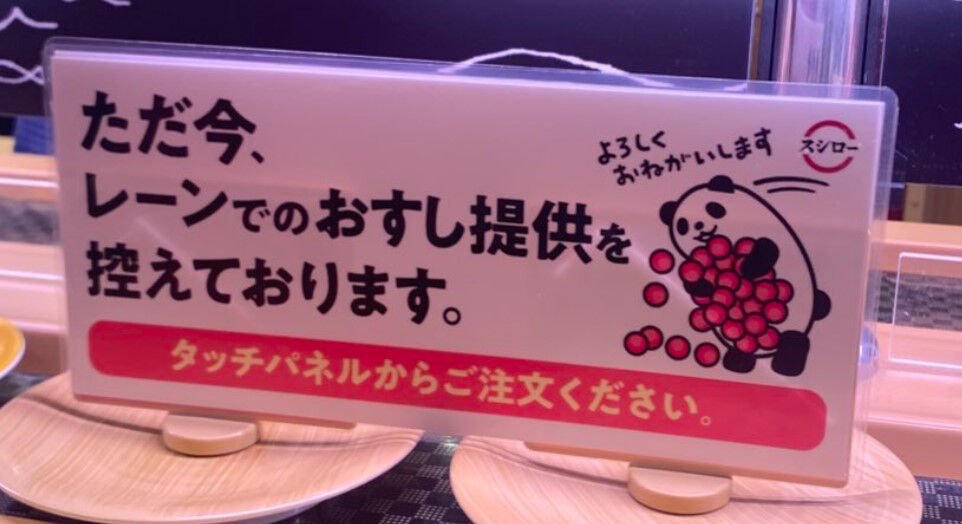 ただ今、
レーンでのおすし提供を
控えております。
よろしく
おねがいします
スシロー
タッチパネルからご注文ください。